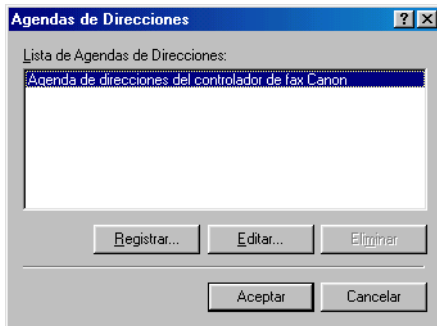 Agendas de Direcciones
Lista de Agendas de Direcciones:
Agenda de direcciones del controlador de fax Canon
Registrar... Editar... Eliminar
Aceptar Cancelar